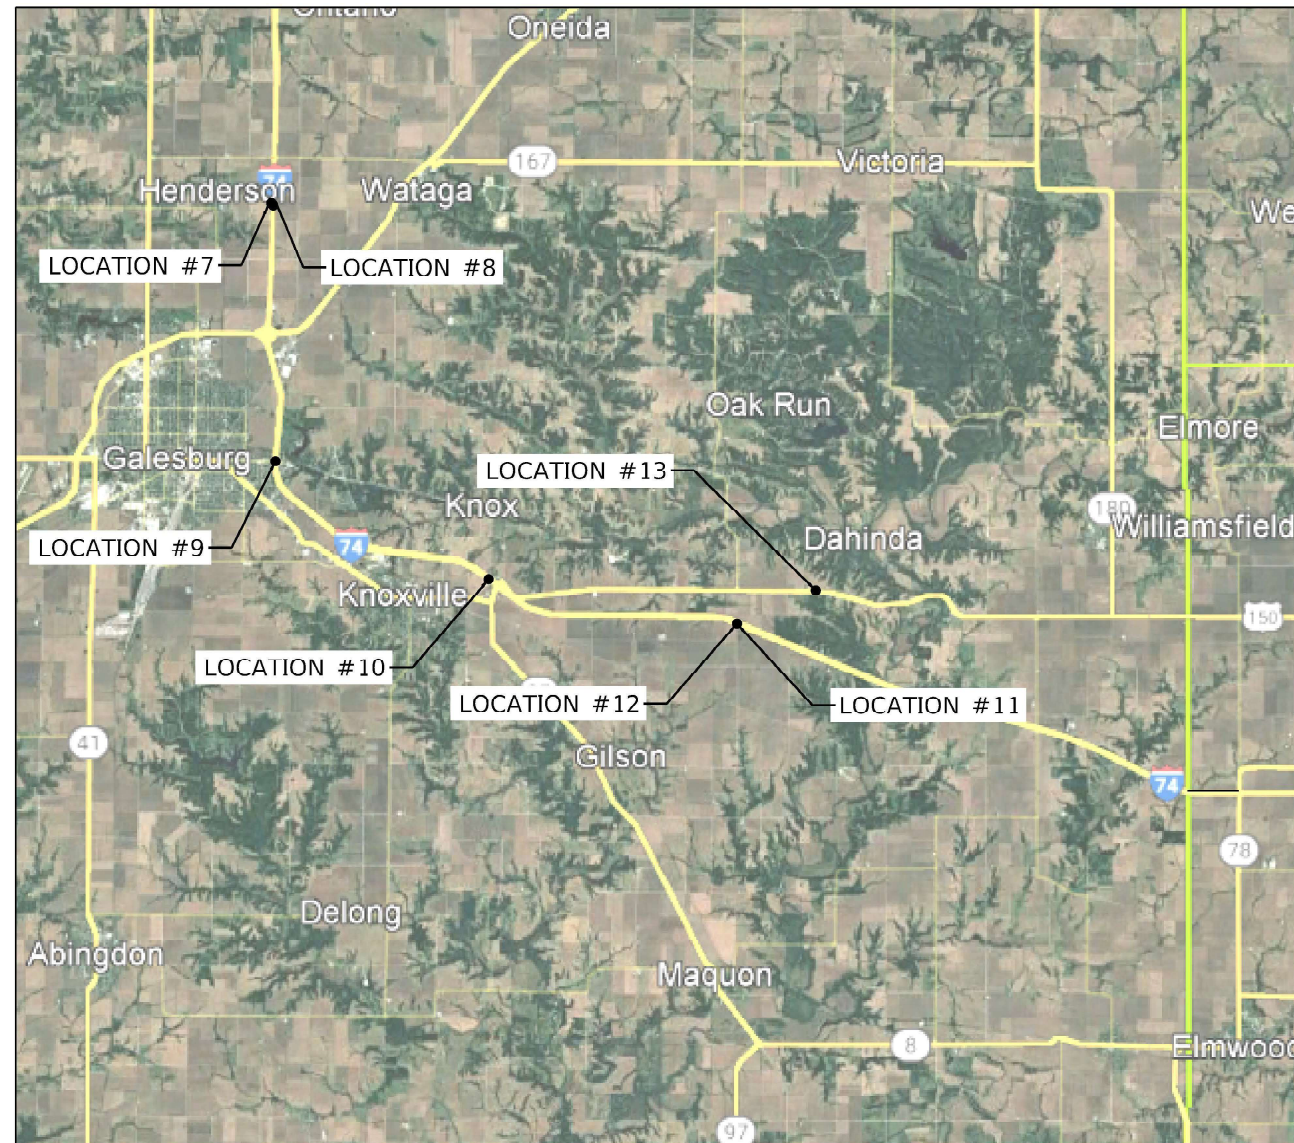 Ontario
Oneida
167
Victoria
74
Henderson
Wataga
We
LOCATION #7
LOCATION #8
Oak Run
Elmore
Galesburg
LOCATION #13
Knox
180
Williamsfield
LOCATION #9
74
Dahinda
Knoxville
150
LOCATION #10
LOCATION #12
LOCATION #11
41
Gilson
74
78
Delong
Abingdon
Maquon
8
Elmwood
97